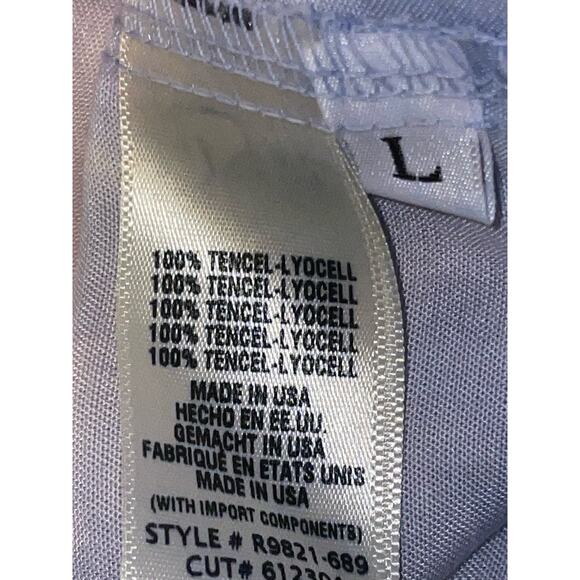 L
100% TENCEL-LYOCELL
100% TENCEL-LYOCELL
100% TENCEL-LYOCELL
100% TENCEL-LYOCELL
100% TENCEL-LYOCELL
MADE IN USA
HECHO EN EE.UU.
GEMACHT IN USA
FABRIQUÉ EN ETATS UNIS
MADE IN USA
(WITH IMPORT COMPONENTS)
STYLE # R9821-689
CUT#